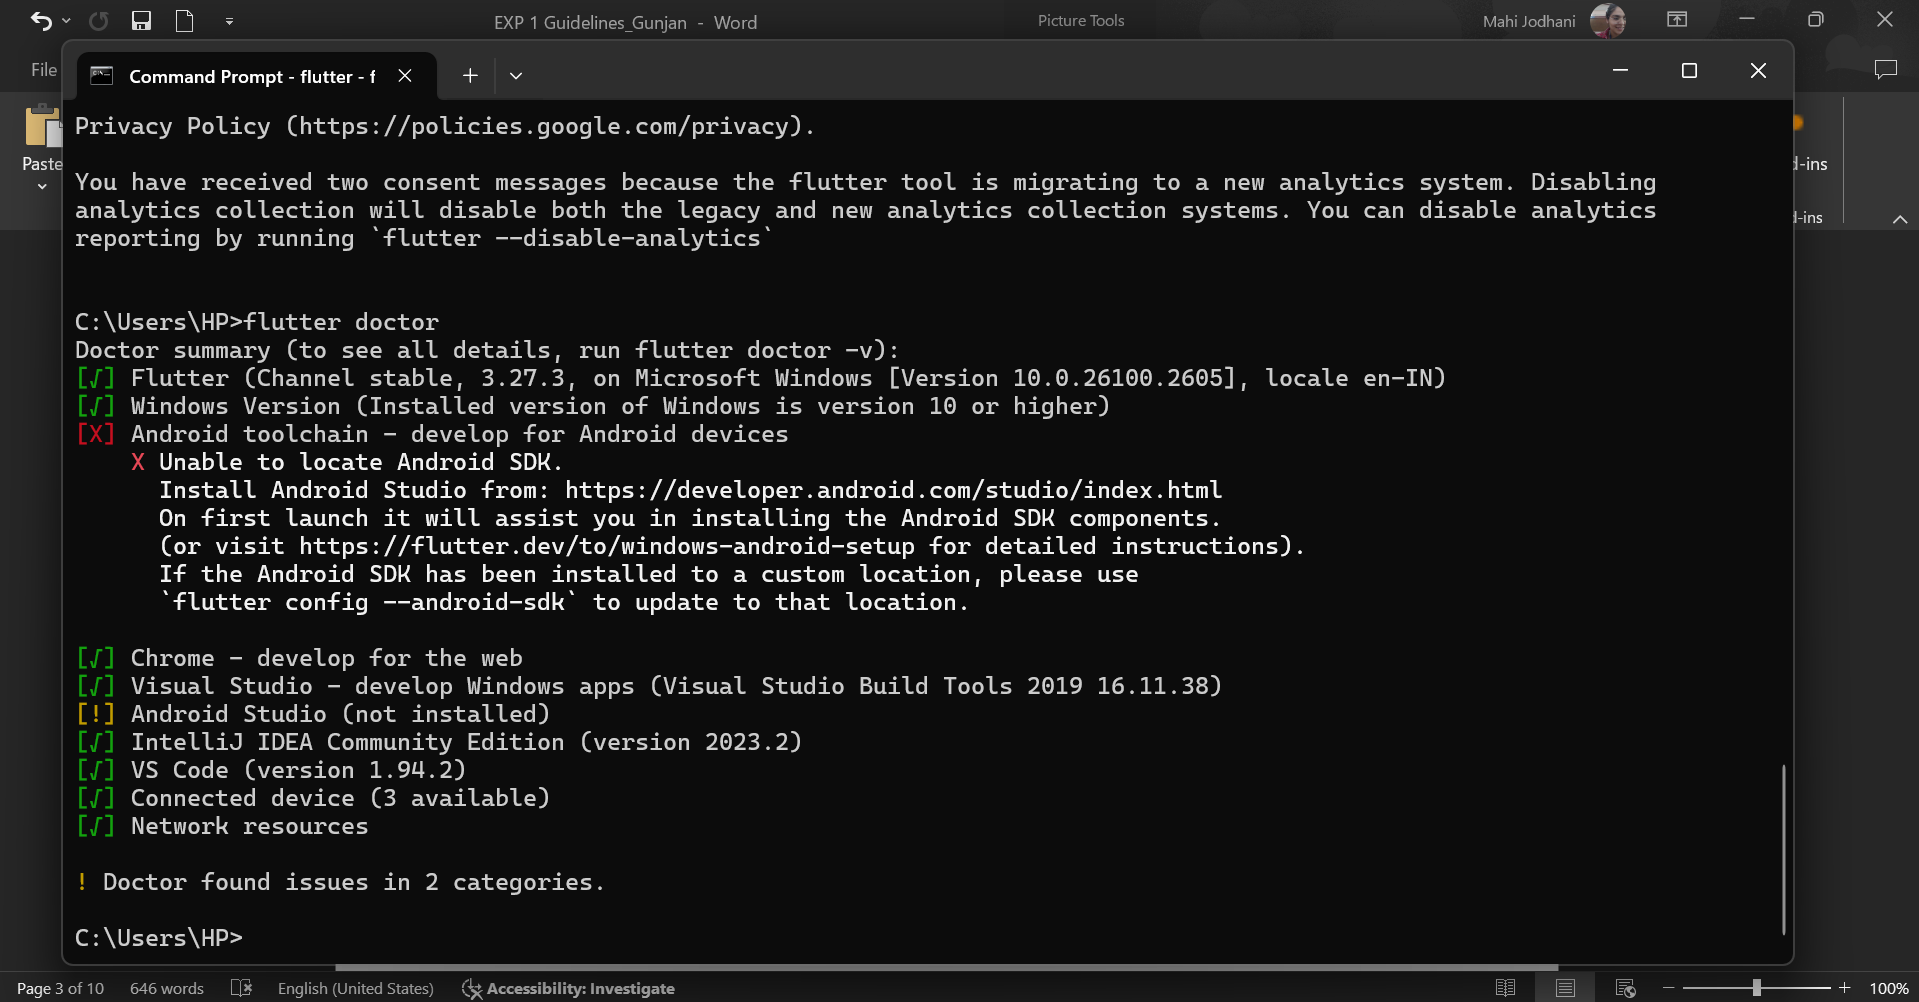 EXP 1 Guidelines_Gunjan - Word
Picture Tools
Mahi Jodhani
File
Command Prompt - flutter - f
Paste
d-ins
d-ins
Privacy Policy (https://policies.google.com/privacy).
You have received two consent messages because the flutter tool is migrating to a new analytics system. Disabling
analytics collection will disable both the legacy and new analytics collection systems. You can disable analytics
reporting by running `flutter --disable-analytics`
C:\Users\HP>flutter doctor
Doctor summary (to see all details, run flutter doctor -v):
[√] Flutter (Channel stable, 3.27.3, on Microsoft Windows [Version 10.0.26100.2605], locale en-IN)
[√] Windows Version (Installed version of Windows is version 10 or higher)
[X] Android toolchain - develop for Android devices
X Unable to locate Android SDK.
Install Android Studio from: https://developer.android.com/studio/index.html
On first launch it will assist you in installing the Android SDK components.
(or visit https://flutter.dev/to/windows-android-setup for detailed instructions).
If the Android SDK has been installed to a custom location, please use
`flutter config --android-sdk` to update to that location.
[√] Chrome - develop for the web
[√] Visual Studio - develop Windows apps (Visual Studio Build Tools 2019 16.11.38)
[!] Android Studio (not installed)
[√] IntelliJ IDEA Community Edition (version 2023.2)
[√] VS Code (version 1.94.2)
[√] Connected device (3 available)
[√] Network resources
! Doctor found issues in 2 categories.
C:\Users\HP>
Page 3 of 10 646 words English (United States) Accessibility: Investigate 100%